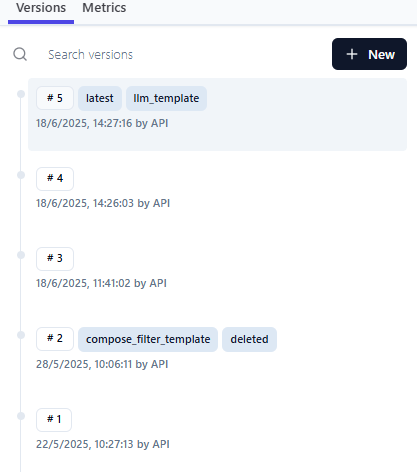 Versions Metrics
Search versions
+ New
# 5 latest llm_template
18/6/2025, 14:27:16 by API
# 4
18/6/2025, 14:26:03 by API
# 3
18/6/2025, 11:41:02 by API
# 2 compose_filter_template deleted
28/5/2025, 10:06:11 by API
# 1
22/5/2025, 10:27:13 by API